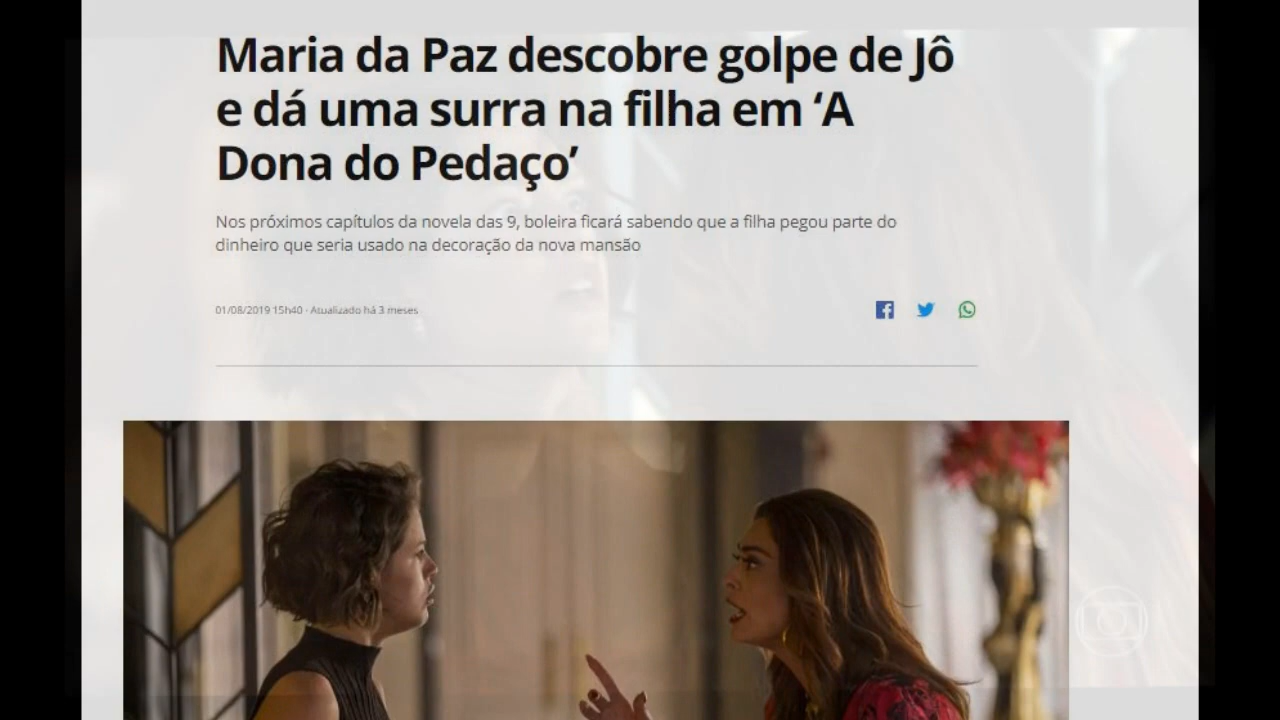 Maria da Paz descobre golpe de Jô
e dá uma surra na filha em ‘A
Dona do Pedaço’
Nos próximos capítulos da novela das 9, boleira ficará sabendo que a filha pegou parte do
dinheiro que seria usado na decoração da nova mansão
01/08/2019 15h40 · Atualizado há 3 meses